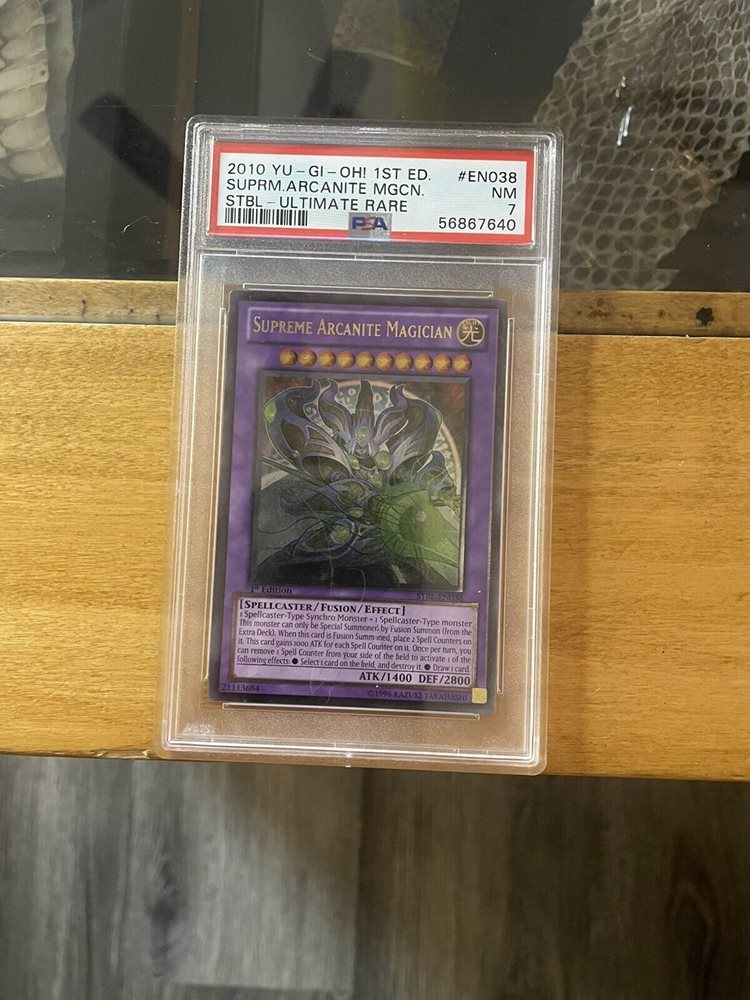 2010 YU-GI-OH! 1ST ED. #EN038
SUPRM.ARCANITE MGCN. NM
STBL-ULTIMATE RARE 7
PSA 56867640
SUPREME ARCANITE MAGICIAN 光
1st Edition STBL-EN038
[SPELLCASTER/FUSION/EFFECT]
1 Spellcaster-Type Synchro Monster + 1 Spellcaster-Type monster
This monster can only be Special Summoned by Fusion Summon (from the
Extra Deck). When this card is Fusion Summoned, place 2 Spell Counters on
it. This card gains 1000 ATK for each Spell Counter on it. Once per turn, you
can remove 1 Spell Counter from your side of the field to activate 1 of the
following effects: ● Select 1 card on the field, and destroy it. ● Draw 1 card.
ATK/1400 DEF/2800
21113684 ©1996 KAZUKI TAKAHASHI